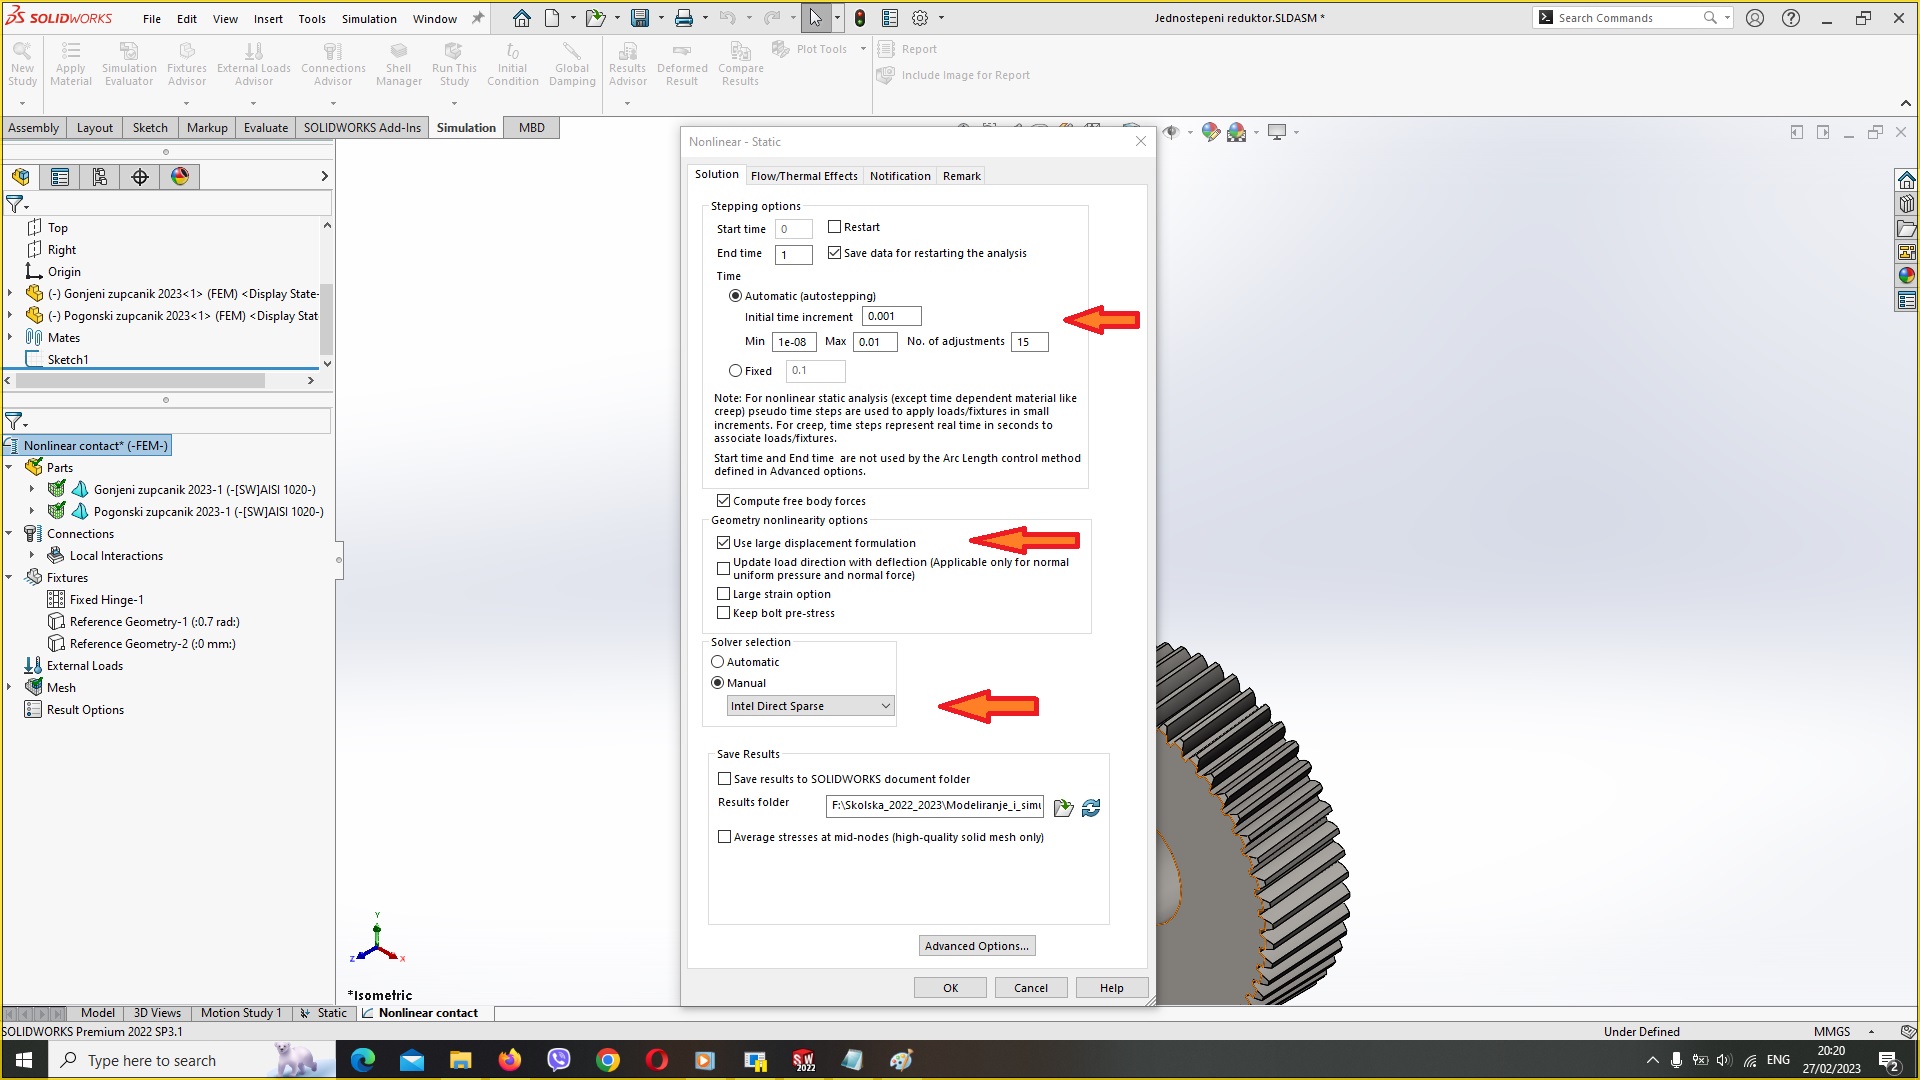 SOLIDWORKS File Edit View Insert Tools Simulation Window Jednostepeni reduktor.SLDASM * Search Commands
New Study
Apply Material
Simulation Evaluator
Fixtures Advisor
External Loads Advisor
Connections Advisor
Shell Manager
Run This Study
Initial Condition
Global Damping
Results Advisor
Deformed Result
Compare Results
Plot Tools
Report
Include Image for Report
Assembly Layout Sketch Markup Evaluate SOLIDWORKS Add-Ins Simulation MBD
Top
Right
Origin
(-) Gonjeni zupcanik 2023<1> (FEM) <Display State-
(-) Pogonski zupcanik 2023<1> (FEM) <Display Stat
Mates
Sketch1
Nonlinear contact* (-FEM-)
Parts
Gonjeni zupcanik 2023-1 (-[SW]AISI 1020-)
Pogonski zupcanik 2023-1 (-[SW]AISI 1020-)
Connections
Local Interactions
Fixtures
Fixed Hinge-1
Reference Geometry-1 (:0.7 rad:)
Reference Geometry-2 (:0 mm:)
External Loads
Mesh
Result Options
Nonlinear - Static
Solution Flow/Thermal Effects Notification Remark
Stepping options
Start time 0 Restart
End time 1 Save data for restarting the analysis
Time
Automatic (autostepping)
Initial time increment 0.001
Min 1e-08 Max 0.01 No. of adjustments 15
Fixed 0.1
Note: For nonlinear static analysis (except time dependent material like
creep) pseudo time steps are used to apply loads/fixtures in small
increments. For creep, time steps represent real time in seconds to
associate loads/fixtures.
Start time and End time are not used by the Arc Length control method
defined in Advanced options.
Compute free body forces
Geometry nonlinearity options
Use large displacement formulation
Update load direction with deflection (Applicable only for normal
uniform pressure and normal force)
Large strain option
Keep bolt pre-stress
Solver selection
Automatic
Manual
Intel Direct Sparse
Save Results
Save results to SOLIDWORKS document folder
Results folder F:\Skolska_2022_2023\Modeliranje_i_simu
Average stresses at mid-nodes (high-quality solid mesh only)
Advanced Options...
OK Cancel Help
Y
Z X
*Isometric
Model 3D Views Motion Study 1 Static Nonlinear contact
SOLIDWORKS Premium 2022 SP3.1 Under Defined MMGS
Type here to search
SW 2022
ENG
20:20
27/02/2023
2